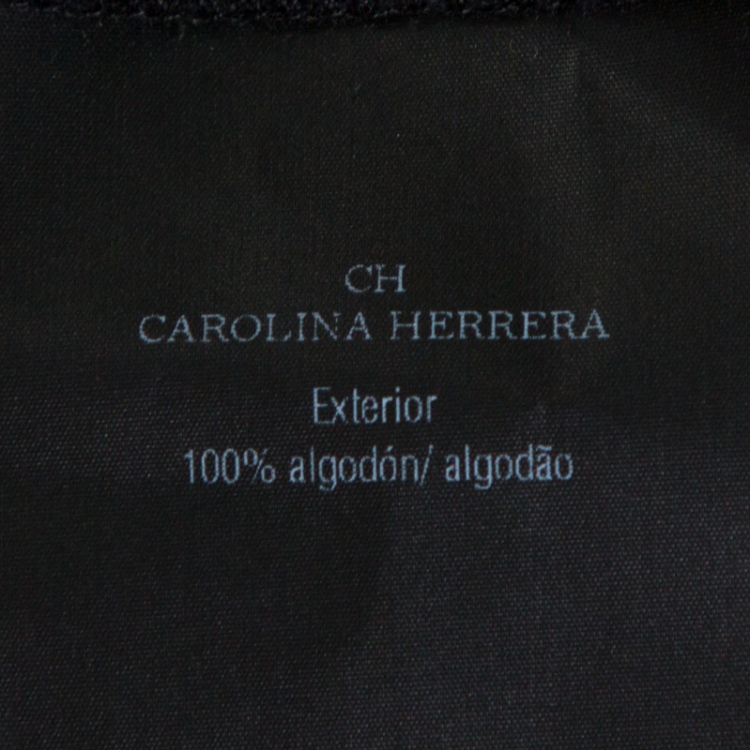 CH
CAROLINA HERRERA
Exterior
100% algodón/ algodão